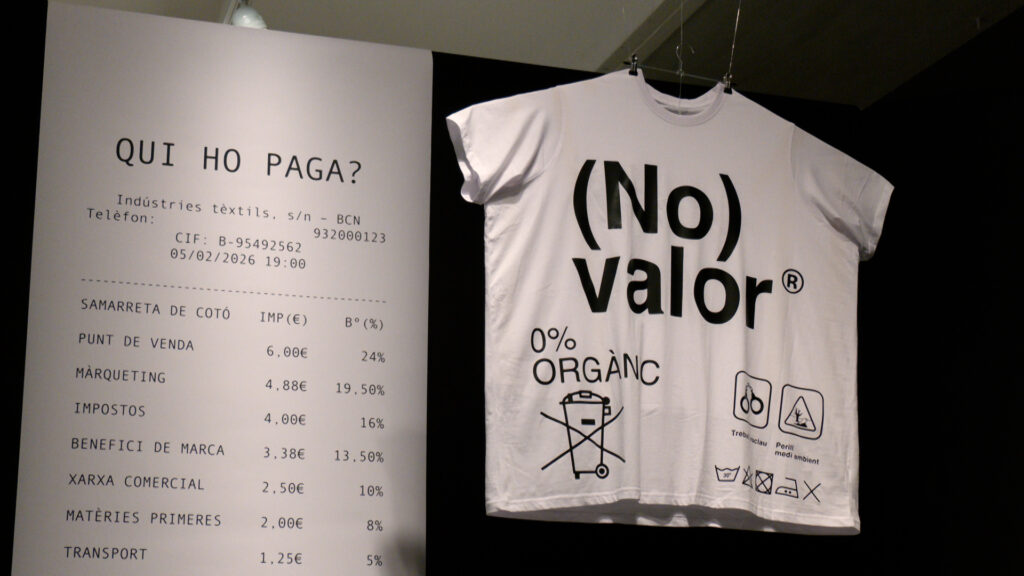 QUI HO PAGA?
Indústries tèxtils, s/n – BCN
Telèfon: 932000123
CIF: B-95492562
05/02/2026 19:00
SAMARRETA DE COTÓ IMP(€) Bº(%)
PUNT DE VENDA 6.00€ 24%
MÀRQUETING 4.88€ 19.50%
IMPOSTOS 4.00€ 16%
BENEFICI DE MARCA 3.38€ 13.50%
XARXA COMERCIAL 2,50€ 10%
MATÈRIES PRIMERES 2.00€ 8%
TRANSPORT 1,25€ 5%
(No)
valor®
0%
ORGÀNC
Perill
medi ambient